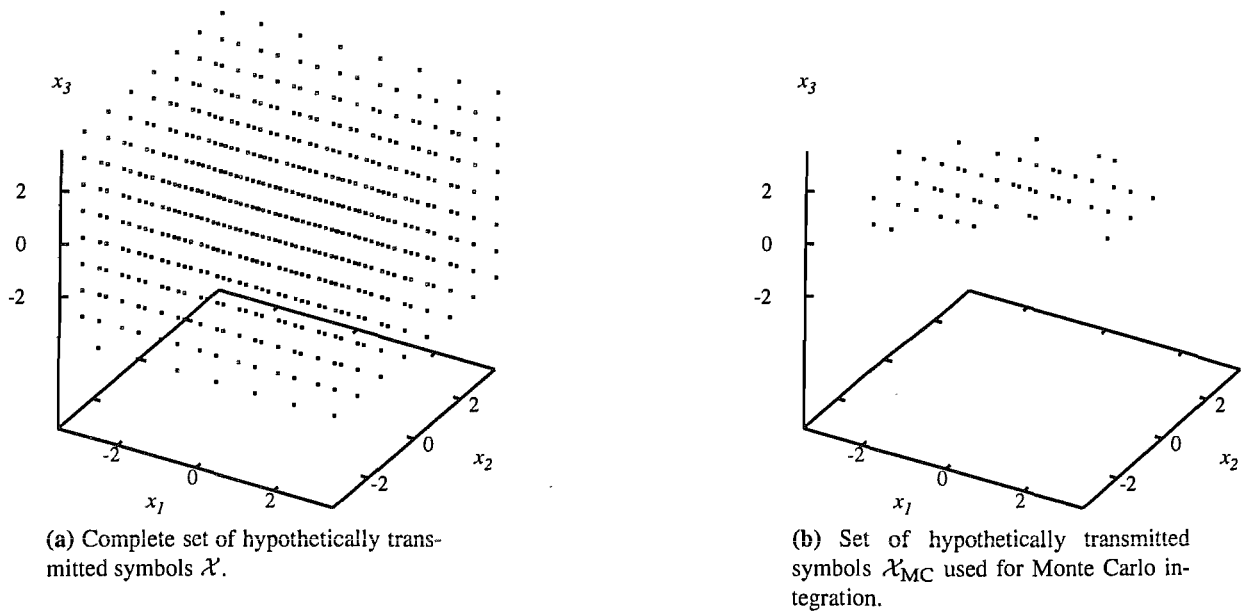 x3
2
0
-2
-2
0
2
x1
-2
0
2
x2
(a) Complete set of hypothetically trans-
mitted symbols 𝒳.
x3
2
0
-2
-2
0
2
x1
-2
0
2
x2
(b) Set of hypothetically transmitted
symbols 𝒳MC used for Monte Carlo in-
tegration.